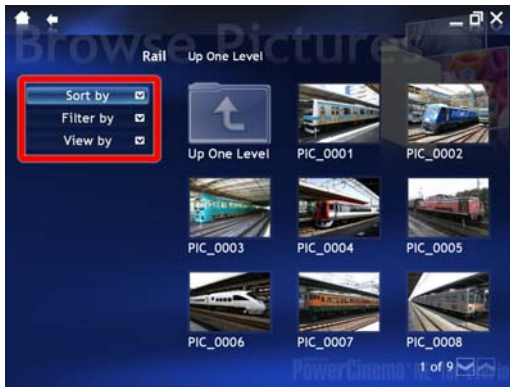 Browse Pictures
Rail
Up One Level
Sort by
Filter by
View by
Up One Level
PIC_0001
PIC_0002
PIC_0003
PIC_0004
PIC_0005
PIC_0006
PIC_0007
PIC_0008
1 of 9